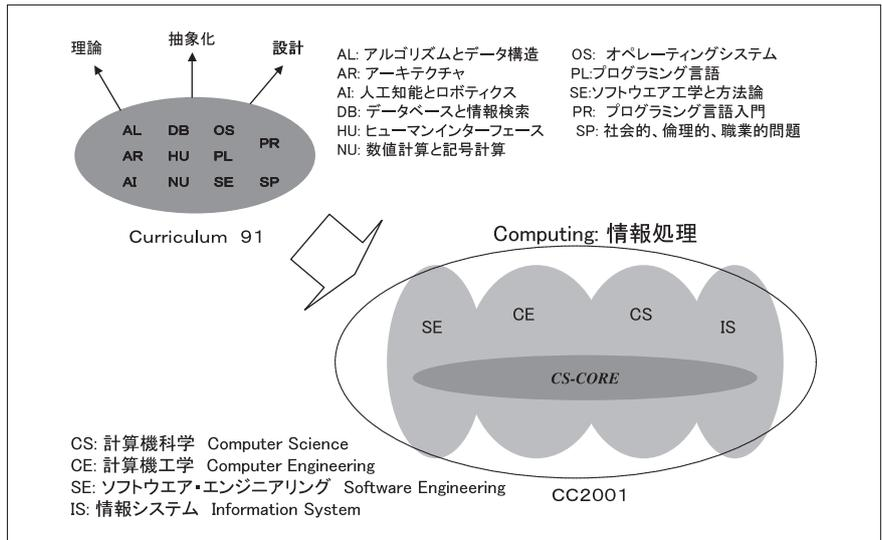 理論
抽象化
設計
AL DB OS PR
AR HU PL
AI NU SE SP
Curriculum 91
AL: アルゴリズムとデータ構造
AR: アーキテクチャ
AI: 人工知能とロボティクス
DB: データベースと情報検索
HU: ヒューマンインターフェース
NU: 数値計算と記号計算
OS: オペレーティングシステム
PL:プログラミング言語
SE:ソフトウエア工学と方法論
PR: プログラミング言語入門
SP: 社会的、倫理的、職業的問題
Computing: 情報処理
SE CE CS IS
CS-CORE
CC2001
CS: 計算機科学 Computer Science
CE: 計算機工学 Computer Engineering
SE: ソフトウエア・エンジニアリング Software Engineering
IS: 情報システム Information System